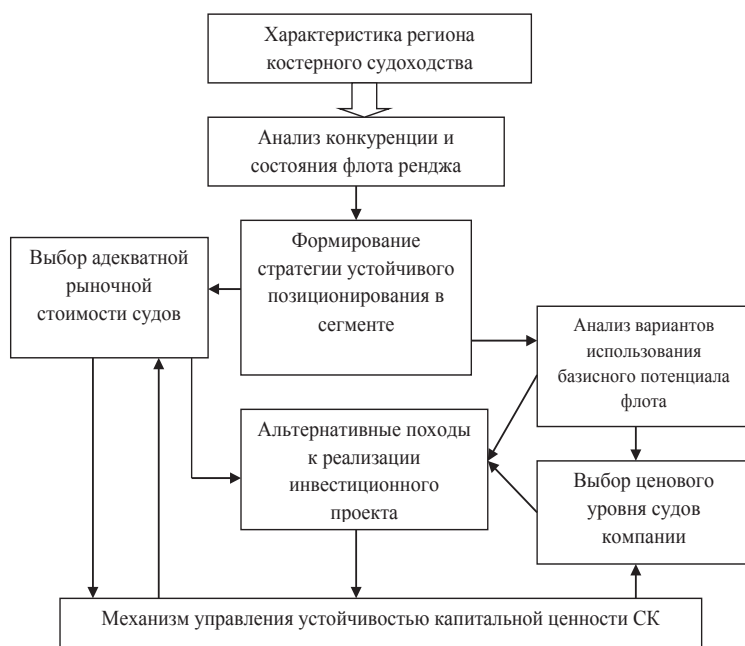 Характеристика региона
костерного судоходства
Анализ конкуренции и
состояния флота ренджа
Формирование
стратегии устойчивого
позиционирования в
сегменте
Выбор адекватной
рыночной
стоимости судов
Анализ вариантов
использования
базисного потенциала
флота
Альтернативные походы
к реализации
инвестиционного
проекта
Выбор ценового
уровня судов
компании
Механизм управления устойчивостью капитальной ценности СК